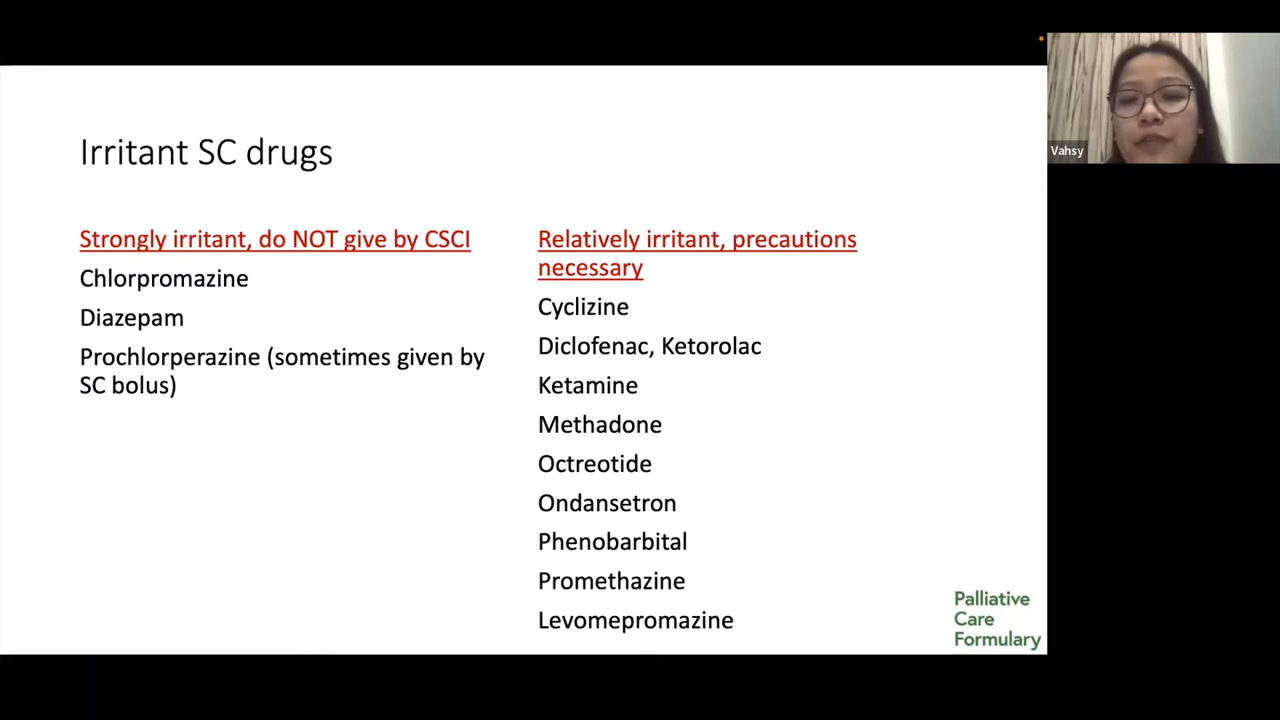 Irritant SC drugs
Strongly irritant, do NOT give by CSCI
Chlorpromazine
Diazepam
Prochlorperazine (sometimes given by
SC bolus)
Relatively irritant, precautions
necessary
Cyclizine
Diclofenac, Ketorolac
Ketamine
Methadone
Octreotide
Ondansetron
Phenobarbital
Promethazine
Levomepromazine
Palliative
Care
Formulary
Vahsy